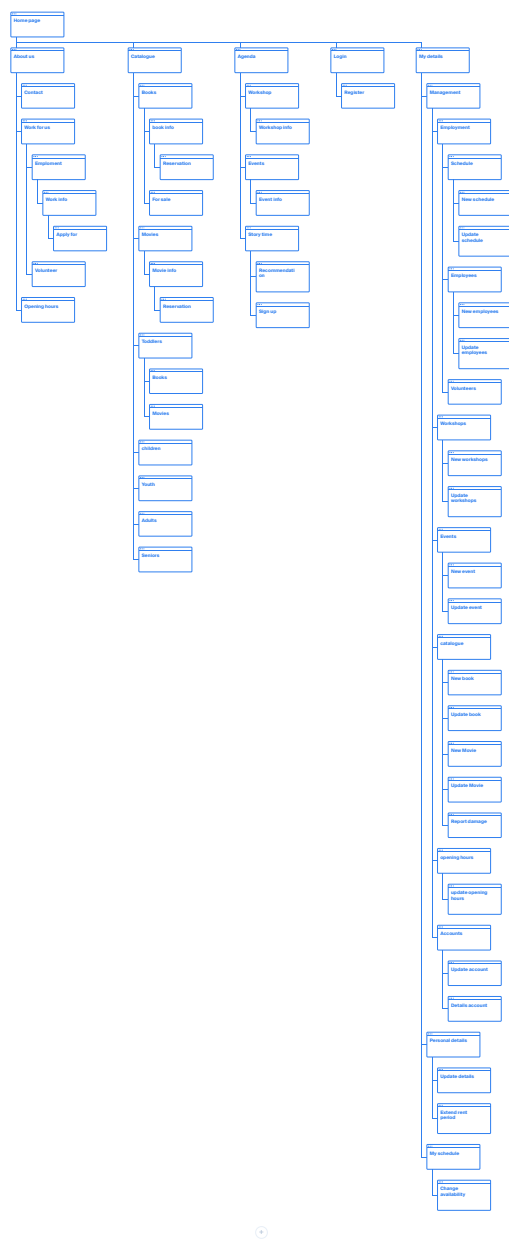 Home page
About us
Contact
Work for us
Emploment
Work info
Apply for
Volunteer
Opening hours
Catalogue
Books
book info
Reservation
For sale
Movies
Movie info
Reservation
Toddlers
Books
Movies
children
Youth
Adults
Seniors
Agenda
Workshop
Workshop info
Events
Event info
Story time
Recommendati
on
Sign up
Login
Register
My details
Management
Employment
Schedule
New schedule
Update
schedule
Employees
New employees
Update
employees
Volunteers
Workshops
New workshops
Update
workshops
Events
New event
Update event
catalogue
New book
Update book
New Movie
Update Movie
Report damage
opening hours
update opening
hours
Accounts
Update account
Details account
Personal details
Update details
Extend rent
period
My schedule
Change
availability